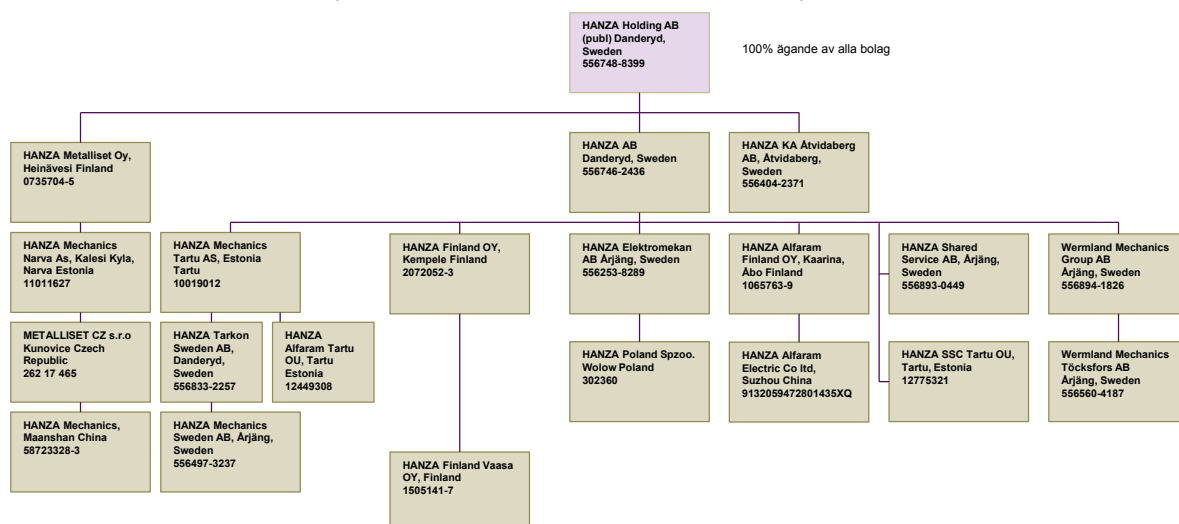 HANZA Holding AB
(publ) Danderyd,
Sweden
556748-8399
100% ägande av alla bolag
HANZA Metalliset Oy,
Heinävesi Finland
0735704-5
HANZA AB
Danderyd, Sweden
556746-2436
HANZA KA Åtvidaberg
AB, Åtvidaberg,
Sweden
556404-2371
HANZA Mechanics
Narva As, Kalesi Kyla,
Narva Estonia
11011627
HANZA Mechanics
Tartu AS, Estonia
Tartu
10019012
HANZA Finland OY,
Kempele Finland
2072052-3
HANZA Elektromekan
AB Årjäng, Sweden
556253-8289
HANZA Alfaram
Finland OY, Kaarina,
Åbo Finland
1065763-9
HANZA Shared
Service AB, Årjäng,
Sweden
556893-0449
Wermland Mechanics
Group AB
Årjäng, Sweden
556894-1826
METALLISET CZ s.r.o
Kunovice Czech
Republic
262 17 465
HANZA Tarkon
Sweden AB,
Danderyd,
Sweden
556833-2257
HANZA
Alfaram Tartu
OU, Tartu
Estonia
12449308
HANZA Poland Spzoo.
Wolow Poland
302360
HANZA Alfaram
Electric Co ltd,
Suzhou China
9132059472801435XQ
HANZA SSC Tartu OU,
Tartu, Estonia
12775321
Wermland Mechanics
Töcksfors AB
Årjäng, Sweden
556560-4187
HANZA Mechanics,
Maanshan China
58723328-3
HANZA Mechanics
Sweden AB, Årjäng,
Sweden
556497-3237
HANZA Finland Vaasa
OY, Finland
1505141-7